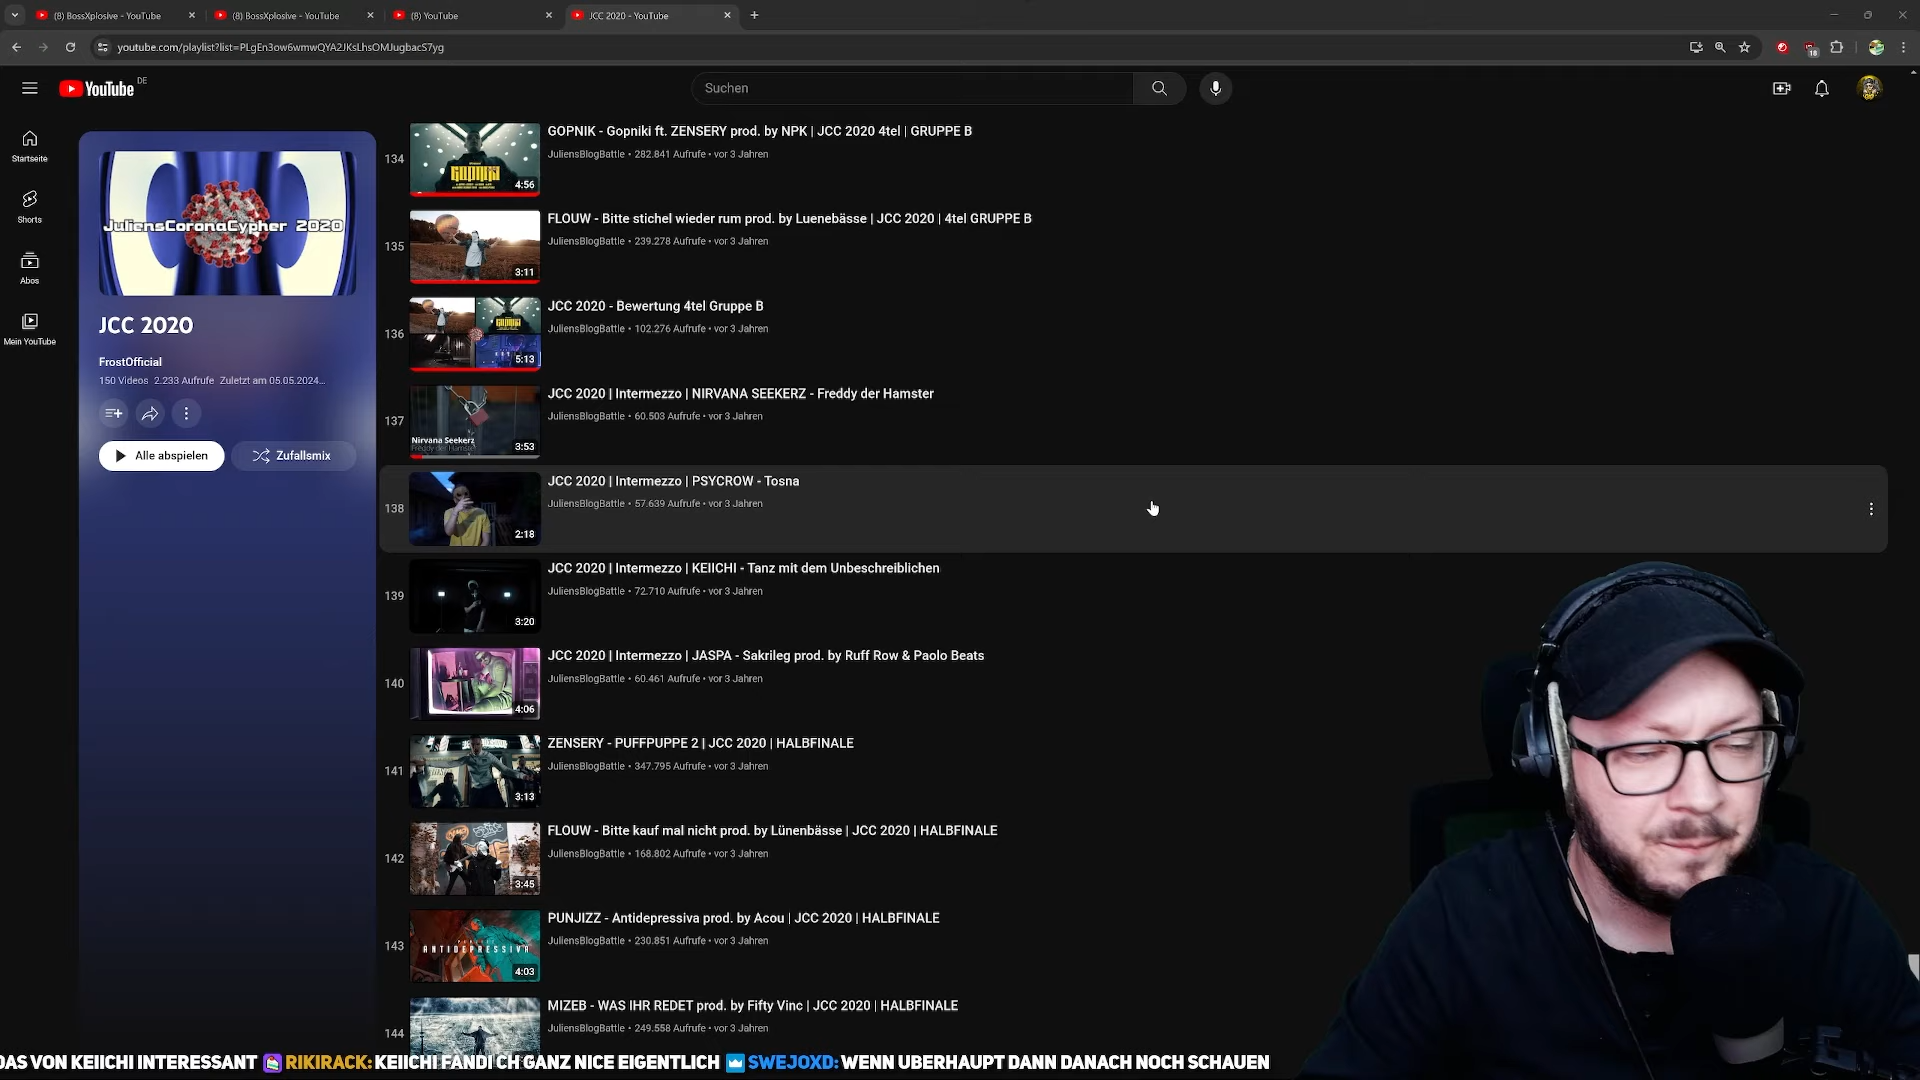 (8) BossXplosive - YouTube
(8) BossXplosive - YouTube
(8) YouTube
JCC 2020 - YouTube
youtube.com/playlist?list=PLgEn3ow6wmwQYA2JKsLhsOMJugbacS7yg
18
YouTube DE
Suchen
Startseite
Shorts
Abos
Mein YouTube
JuliensCoronaCypher 2020
JCC 2020
FrostOfficial
150 Videos 2.233 Aufrufe Zuletzt am 05.05.2024...
Alle abspielen
Zufallsmix
134
GOPNIK
4:56
GOPNIK - Gopniki ft. ZENSERY prod. by NPK | JCC 2020 4tel | GRUPPE B
JuliensBlogBattle • 282.841 Aufrufe • vor 3 Jahren
135
3:11
FLOUW - Bitte stichel wieder rum prod. by Luenebässe | JCC 2020 | 4tel GRUPPE B
JuliensBlogBattle • 239.278 Aufrufe • vor 3 Jahren
136
5:13
JCC 2020 - Bewertung 4tel Gruppe B
JuliensBlogBattle • 102.276 Aufrufe • vor 3 Jahren
137
Nirvana Seekerz
Freddy der Hamster
3:53
JCC 2020 | Intermezzo | NIRVANA SEEKERZ - Freddy der Hamster
JuliensBlogBattle • 60.503 Aufrufe • vor 3 Jahren
138
2:18
JCC 2020 | Intermezzo | PSYCROW - Tosna
JuliensBlogBattle • 57.639 Aufrufe • vor 3 Jahren
139
3:20
JCC 2020 | Intermezzo | KEIICHI - Tanz mit dem Unbeschreiblichen
JuliensBlogBattle • 72.710 Aufrufe • vor 3 Jahren
140
4:06
JCC 2020 | Intermezzo | JASPA - Sakrileg prod. by Ruff Row & Paolo Beats
JuliensBlogBattle • 60.461 Aufrufe • vor 3 Jahren
141
3:13
ZENSERY - PUFFPUPPE 2 | JCC 2020 | HALBFINALE
JuliensBlogBattle • 347.795 Aufrufe • vor 3 Jahren
142
3:45
FLOUW - Bitte kauf mal nicht prod. by Lünenbässe | JCC 2020 | HALBFINALE
JuliensBlogBattle • 168.802 Aufrufe • vor 3 Jahren
143
ANTIDEPRESSIVA
4:03
PUNJIZZ - Antidepressiva prod. by Acou | JCC 2020 | HALBFINALE
JuliensBlogBattle • 230.851 Aufrufe • vor 3 Jahren
144
MIZEB - WAS IHR REDET prod. by Fifty Vinc | JCC 2020 | HALBFINALE
JuliensBlogBattle • 249.558 Aufrufe • vor 3 Jahren
DAS VON KEIICHI INTERESSANT RIKIRACK: KEIICHI FANDI CH GANZ NICE EIGENTLICH SWEJOXD: WENN UBERHAUPT DANN DANACH NOCH SCHAUEN